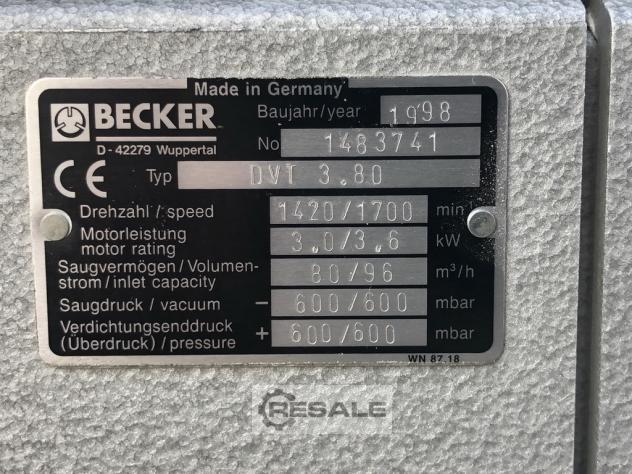 Made in Germany
BECKER
D-42279 Wuppertal
Baujahr/year 1998
No 1483741
CE Typ DVT 3.80
Drehzahl/speed 1420/1700 min
Motorleistung
motor rating 3.0/3.6 kW
Saugvermögen/Volumen-
strom/inlet capacity 80/96 m³/h
Saugdruck/vacuum - 600/600 mbar
Verdichtungsenddruck
(Überdruck)/pressure + 600/600 mbar
WN 87.18
RESALE